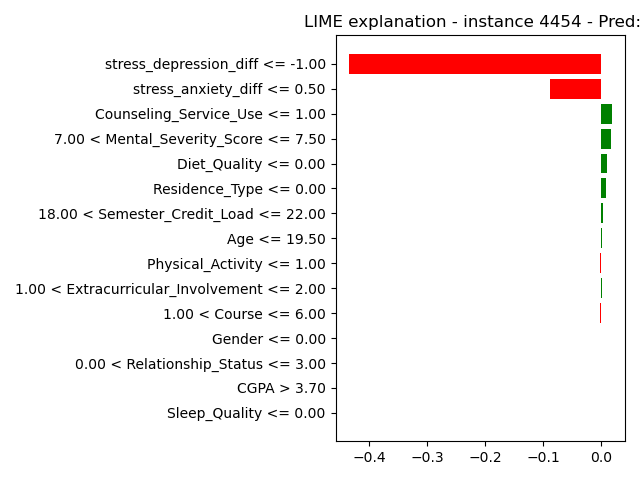 LIME explanation - instance 4454 - Pred:
stress_depression_diff <= -1.00
stress_anxiety_diff <= 0.50
Counseling_Service_Use <= 1.00
7.00 < Mental_Severity_Score <= 7.50
Diet_Quality <= 0.00
Residence_Type <= 0.00
18.00 < Semester_Credit_Load <= 22.00
Age <= 19.50
Physical_Activity <= 1.00
1.00 < Extracurricular_Involvement <= 2.00
1.00 < Course <= 6.00
Gender <= 0.00
0.00 < Relationship_Status <= 3.00
CGPA > 3.70
Sleep_Quality <= 0.00
−0.4 −0.3 −0.2 −0.1 0.0